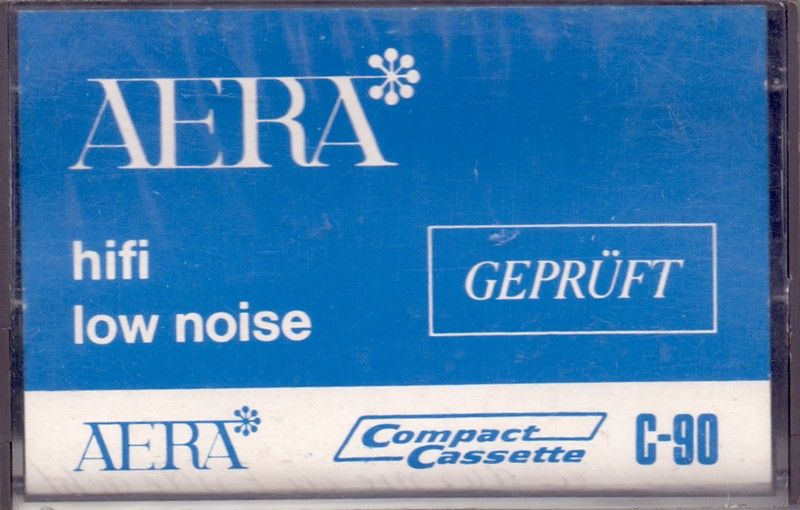 AERA
hifi
low noise
GEPRÜFT
AERA
Compact
Cassette
C-90